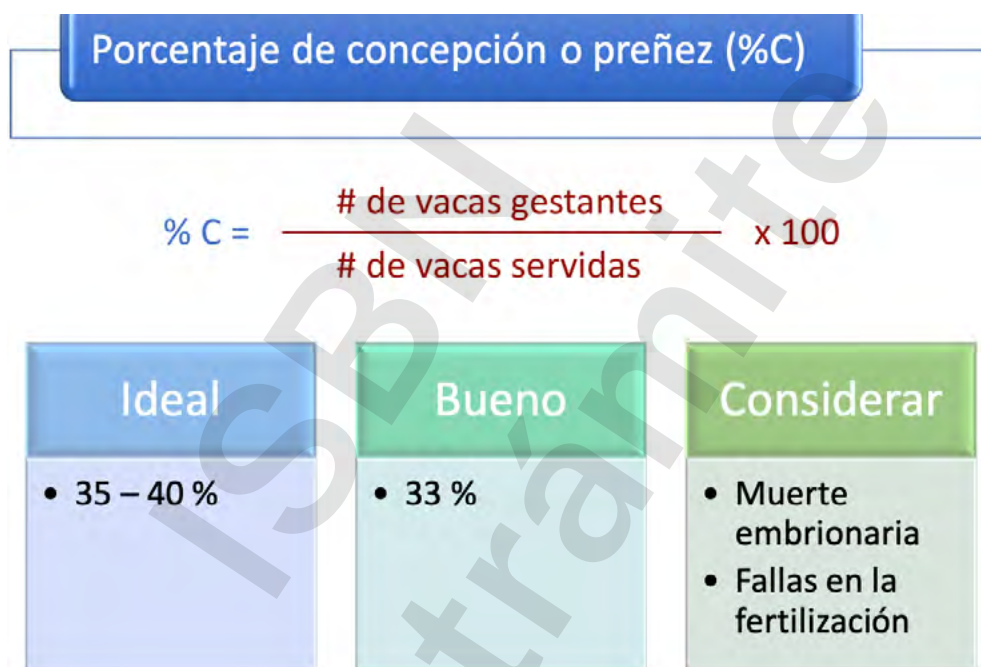 Porcentaje de concepción o preñez (%C)
% C =
# de vacas gestantes
# de vacas servidas
x 100
Ideal
• 35 – 40 %
Bueno
• 33 %
Considerar
• Muerte
embrionaria
• Fallas en la
fertilización
ISBN
trámite